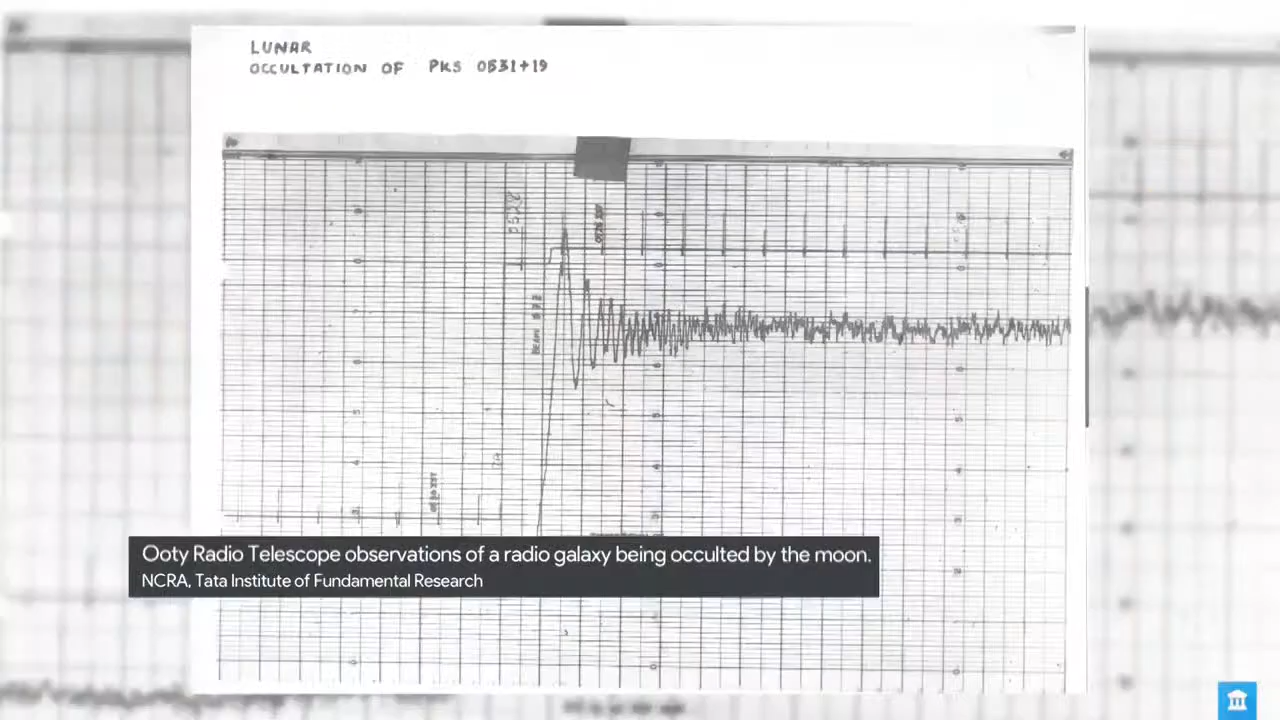 LUNAR
OCCULTATION OF PKS 0531+19
Ooty Radio Telescope observations of a radio galaxy being occulted by the moon.
NCRA, Tata Institute of Fundamental Research